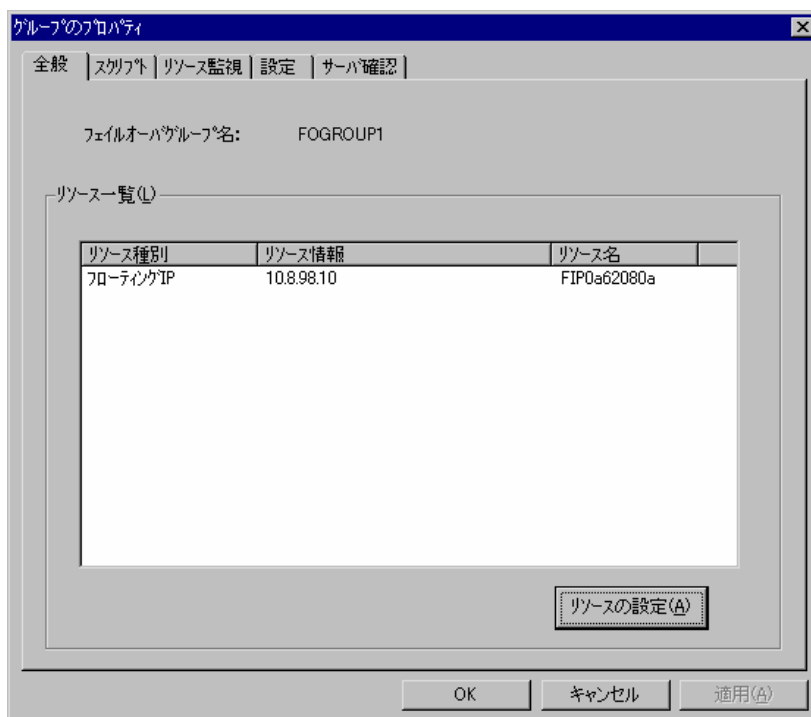 グループのプロパティ
全般 スクリプト リソース監視 設定 サーバ確認
フェイルオーバグループ名: FOGROUP1
リソース一覧(L)
リソース種別 リソース情報 リソース名
フローティングIP 10.8.98.10 FIP0a62080a
リソースの設定(A)
OK キャンセル 適用(A)